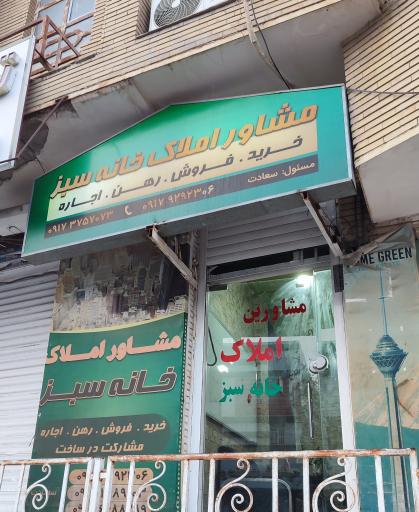 مشاور املاک خانه سبز
خرید . فروش . رهن . اجاره
مسئول: سعادت
۰۹۱۷ ۹۲۹۲۳۰۶
۰۹۱۷ ۳۷۵۷۰۷۳
مشاورین
املاک
خانه سبز
ME GREEN
مشاور املاک
خانه سبز
خرید . فروش . رهن . اجاره
مشارکت در ساخت